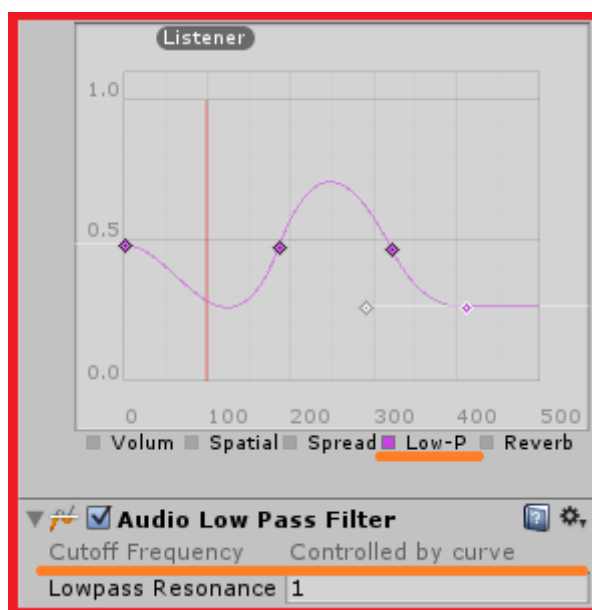 Listener
1.0
0.5
0.0
0 100 200 300 400 500
Volum Spatial Spread Low-P Reverb
Audio Low Pass Filter
Cutoff Frequency Controlled by curve
Lowpass Resonance 1